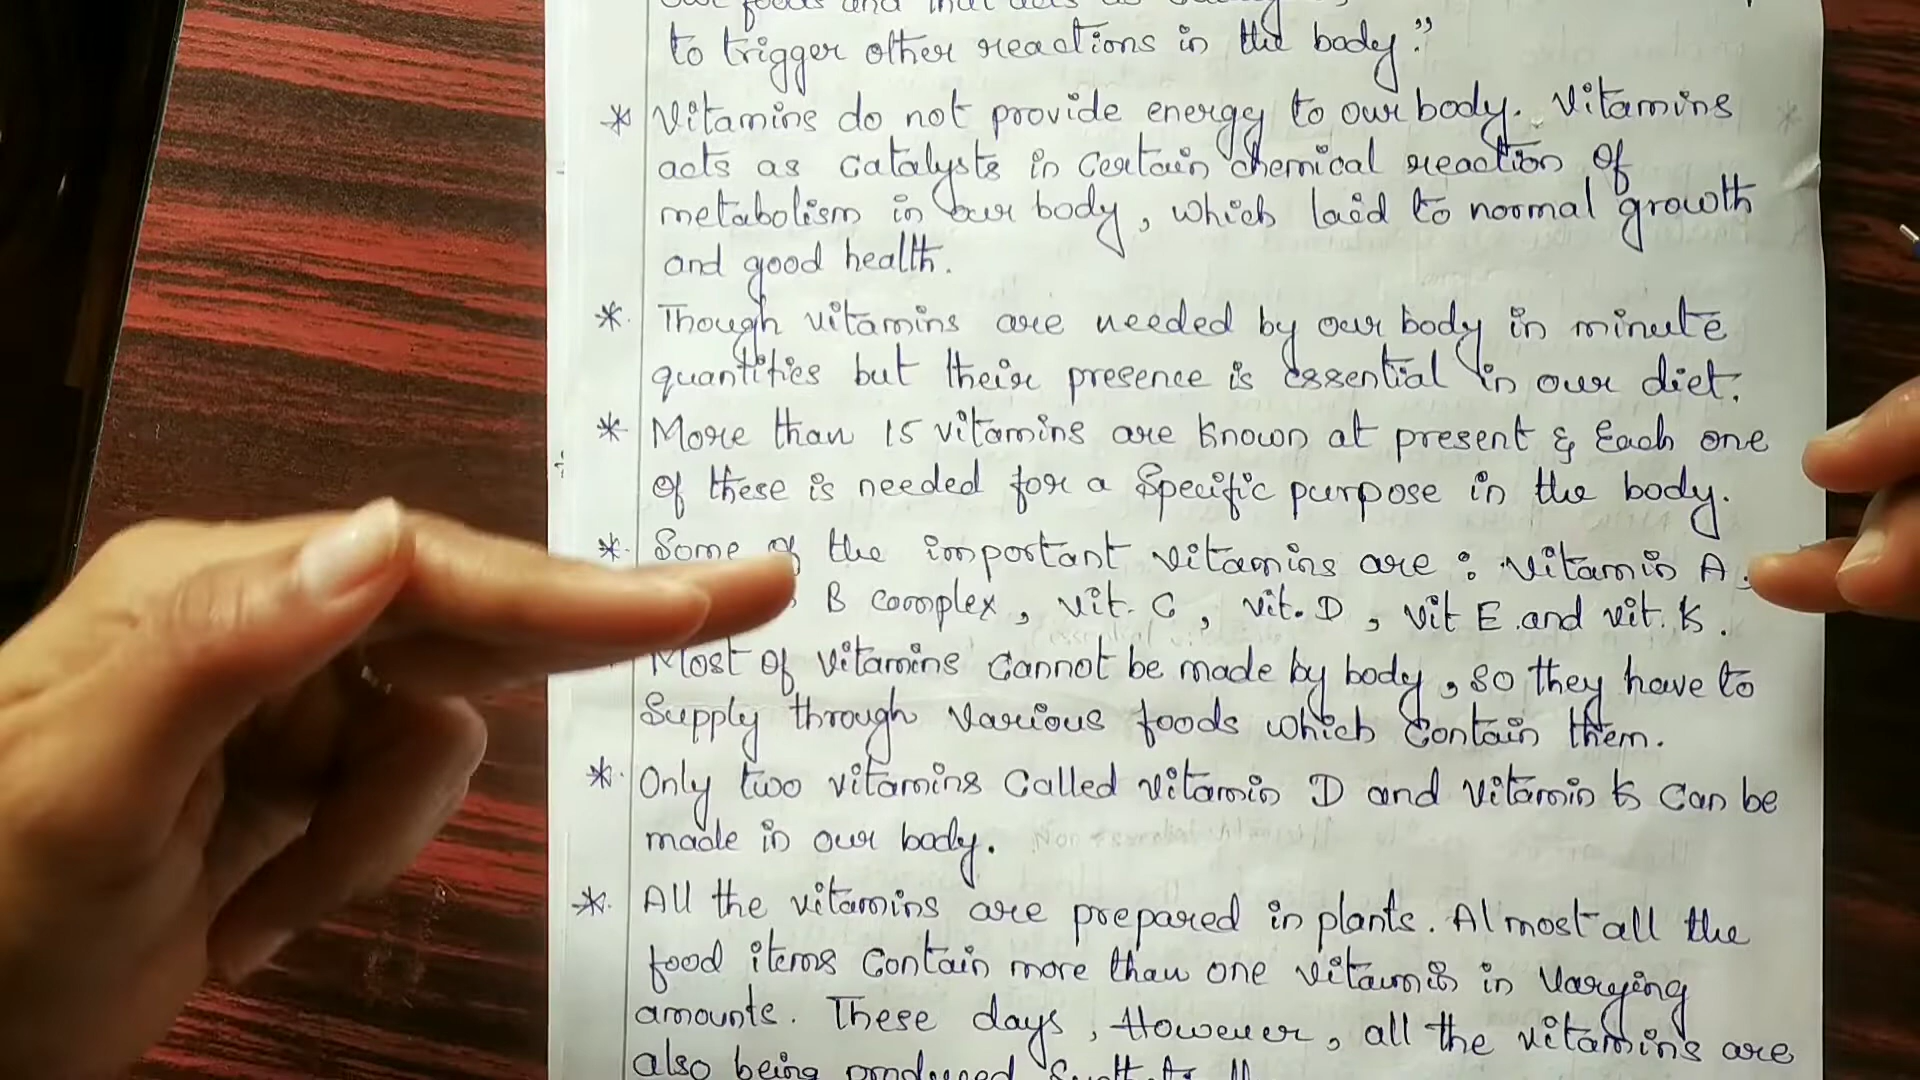 to trigger other reactions in the body."
* Vitamins do not provide energy to our body. Vitamins
acts as catalysts in certain chemical reaction of
metabolism in our body, which laid to normal growth
and good health.
*. Though vitamins are needed by our body in minute
quantities but their presence is essential in our diet.
* More than 15 vitamins are known at present & Each one
of these is needed for a specific purpose in the body.
*. Some of the important vitamins are : vitamin A,
B complex, vit. C, vit. D, vit E and vit. K.
Most of vitamins cannot be made by body, so they have to
Supply through various foods which contain them.
*. Only two vitamins called vitamin D and vitamin K can be
made in our body.
*. All the vitamins are prepared in plants. Almost all the
food items contain more than one vitamin in varying
amounts. These days, However, all the vitamins are
also being produced